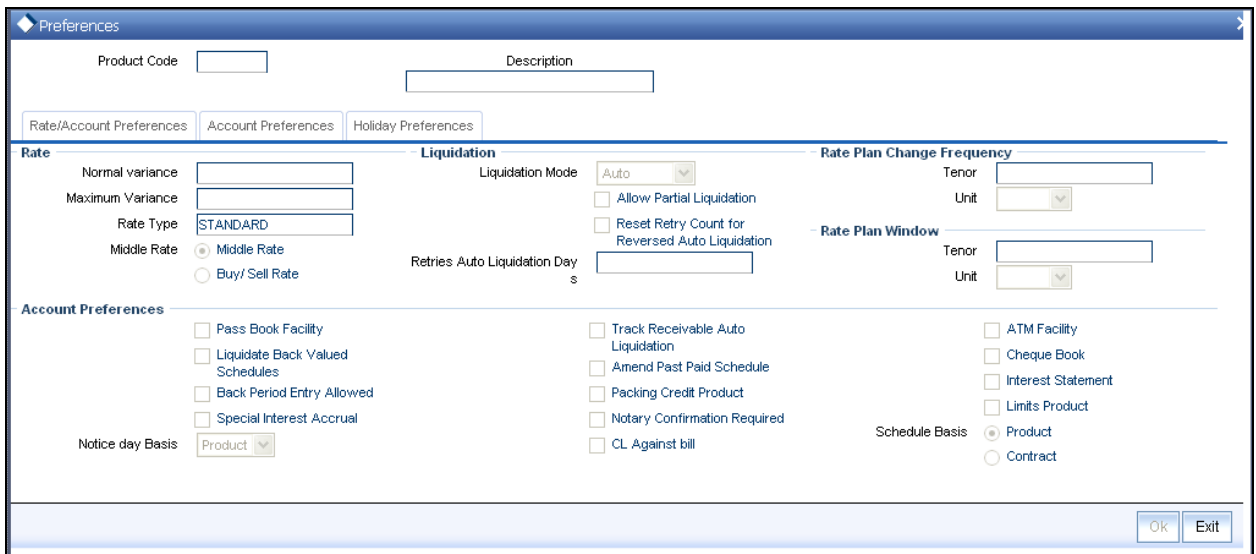 Preferences
Product Code
Description
Rate/Account Preferences
Account Preferences
Holiday Preferences
Rate
Normal variance
Maximum Variance
Rate Type STANDARD
Middle Rate Middle Rate
Buy/ Sell Rate
Liquidation
Liquidation Mode Auto
Allow Partial Liquidation
Reset Retry Count for
Reversed Auto Liquidation
Retries Auto Liquidation Day
s
Rate Plan Change Frequency
Tenor
Unit
Rate Plan Window
Tenor
Unit
Account Preferences
Pass Book Facility
Liquidate Back Valued
Schedules
Back Period Entry Allowed
Special Interest Accrual
Notice day Basis Product
Track Receivable Auto
Liquidation
Amend Past Paid Schedule
Packing Credit Product
Notary Confirmation Required
CL Against bill
ATM Facility
Cheque Book
Interest Statement
Limits Product
Schedule Basis Product
Contract
Ok Exit